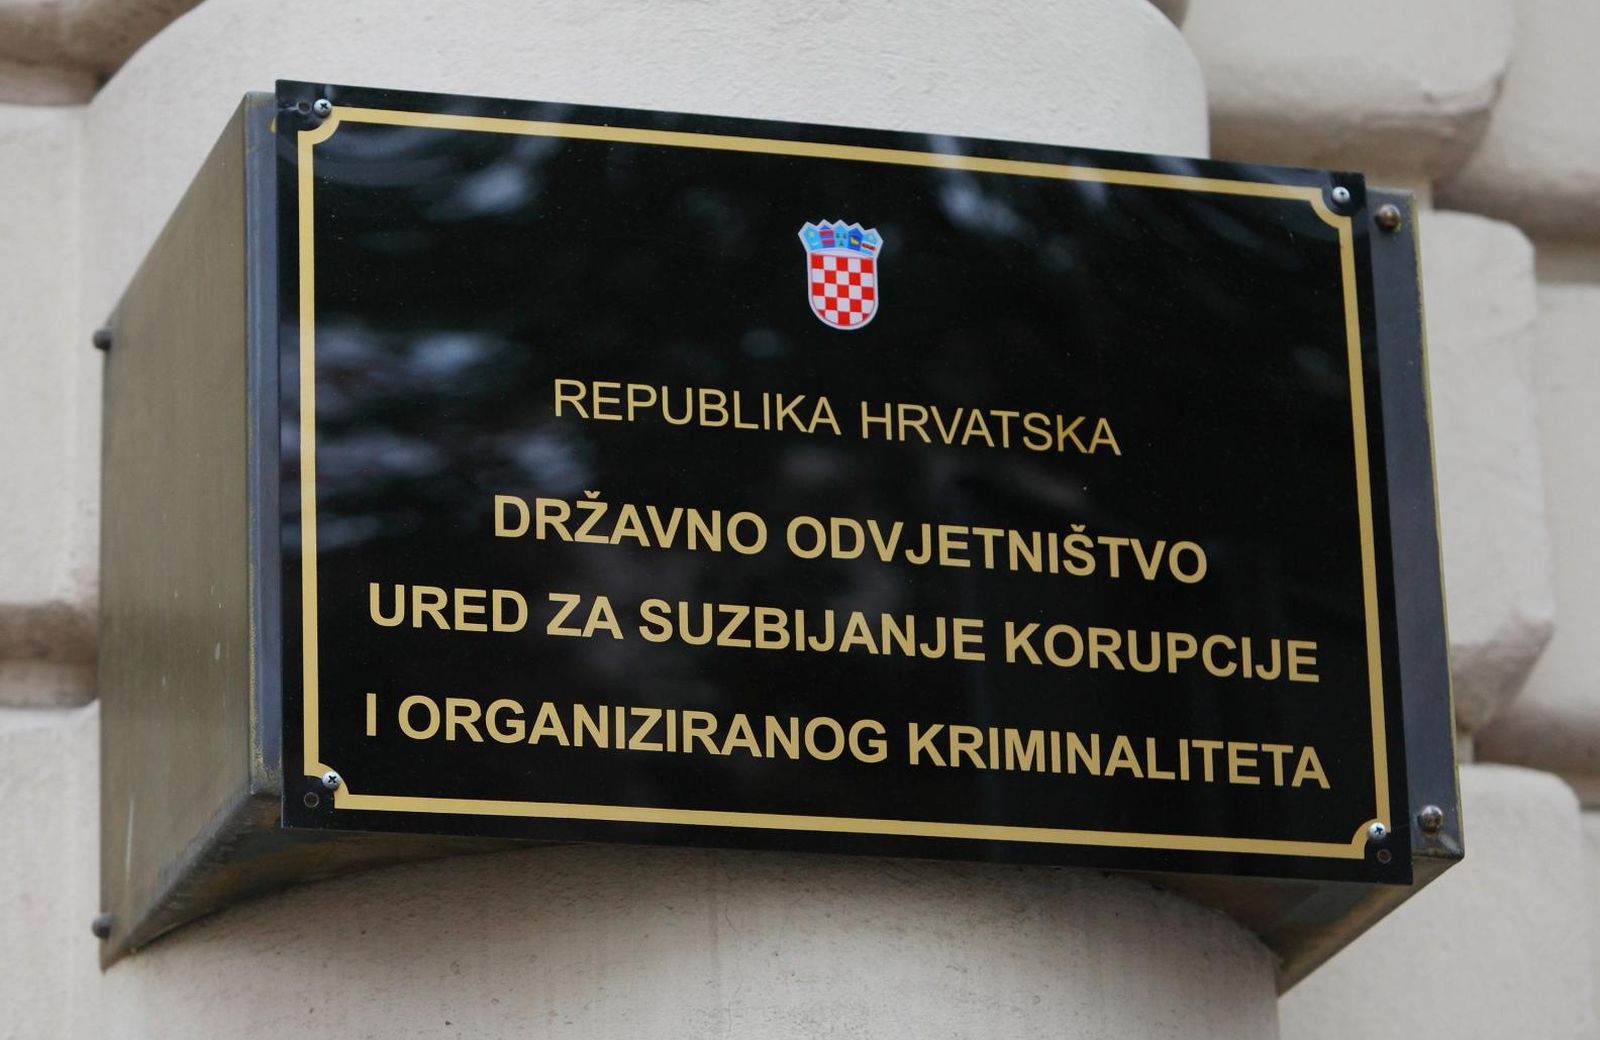 REPUBLIKA HRVATSKA
DRŽAVNO ODVJETNIŠTVO
URED ZA SUZBIJANJE KORUPCIJE
I ORGANIZIRANOG KRIMINALITETA